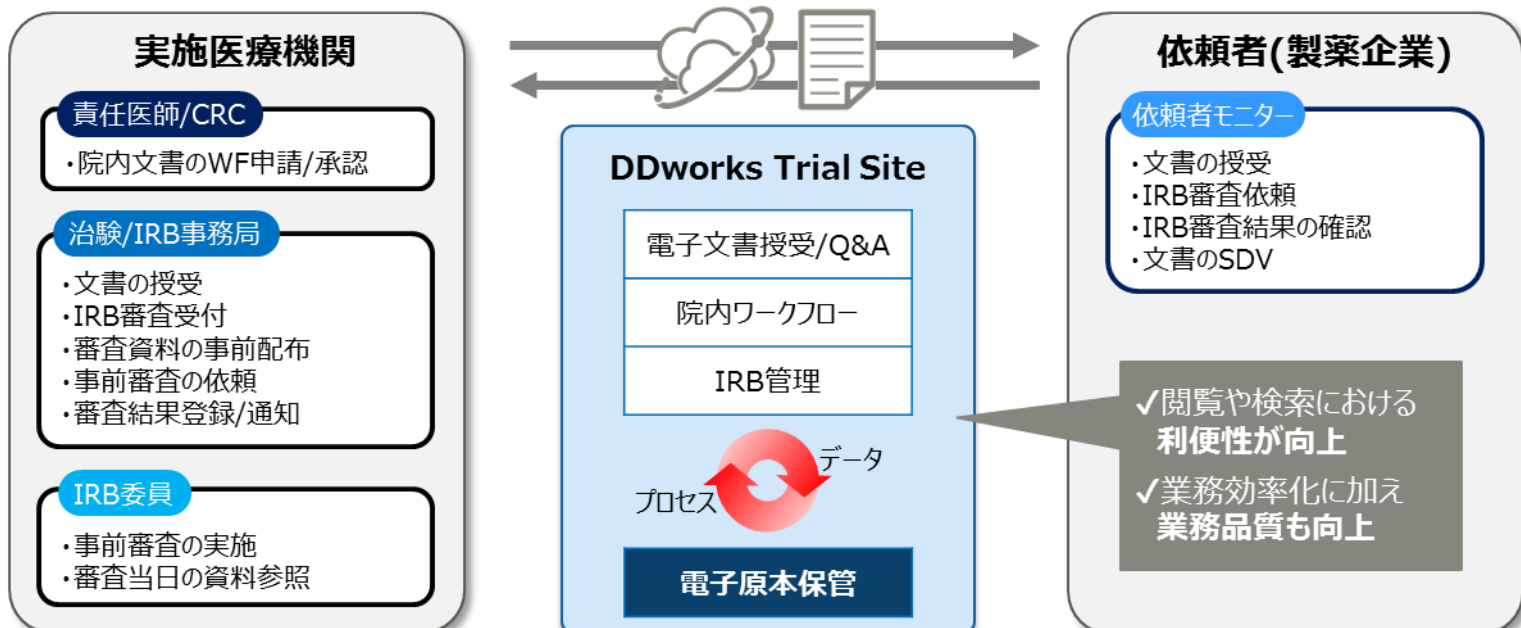 実施医療機関
責任医師/CRC
・院内文書のWF申請/承認
治験/IRB事務局
・文書の授受
・IRB審査受付
・審査資料の事前配布
・事前審査の依頼
・審査結果登録/通知
IRB委員
・事前審査の実施
・審査当日の資料参照
DDworks Trial Site
電子文書授受/Q&A
院内ワークフロー
IRB管理
データ
プロセス
電子原本保管
依頼者(製薬企業)
依頼者モニター
・文書の授受
・IRB審査依頼
・IRB審査結果の確認
・文書のSDV
✓閲覧や検索における
利便性が向上
✓業務効率化に加え
業務品質も向上